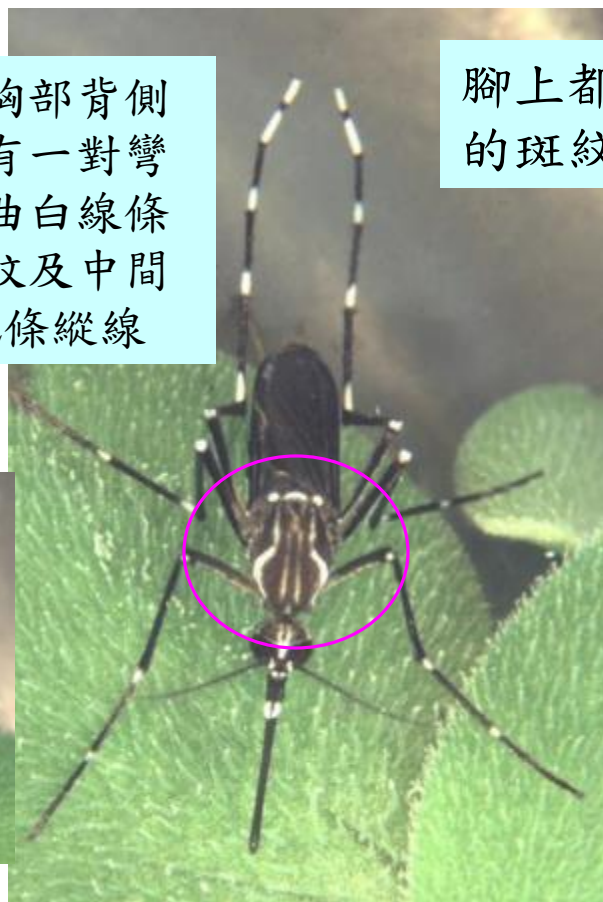 胸部背側
有一對彎
曲白線條
紋及中間
條縱線
腳上都
的斑紋